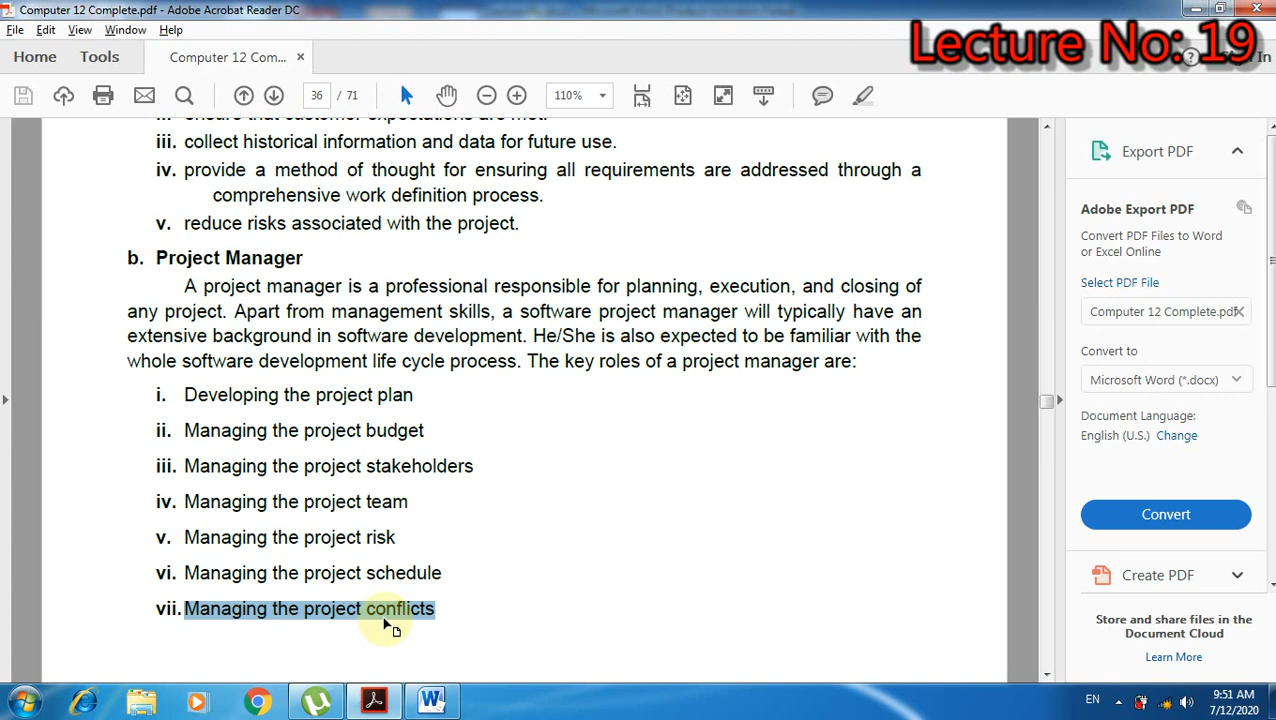 Computer 12 Complete.pdf - Adobe Acrobat Reader DC
File Edit View Window Help
Lecture No: 19
Home Tools Computer 12 Com... × In
36 / 71 110%
ensure that customer expectations are met.
iii. collect historical information and data for future use.
iv. provide a method of thought for ensuring all requirements are addressed through a
comprehensive work definition process.
v. reduce risks associated with the project.
b. Project Manager
A project manager is a professional responsible for planning, execution, and closing of
any project. Apart from management skills, a software project manager will typically have an
extensive background in software development. He/She is also expected to be familiar with the
whole software development life cycle process. The key roles of a project manager are:
i. Developing the project plan
ii. Managing the project budget
iii. Managing the project stakeholders
iv. Managing the project team
v. Managing the project risk
vi. Managing the project schedule
vii. Managing the project conflicts
Export PDF
Adobe Export PDF
Convert PDF Files to Word
or Excel Online
Select PDF File
Computer 12 Complete.pdf
Convert to
Microsoft Word (*.docx)
Document Language:
English (U.S.) Change
Convert
Create PDF
Store and share files in the
Document Cloud
Learn More
EN
9:51 AM
7/12/2020